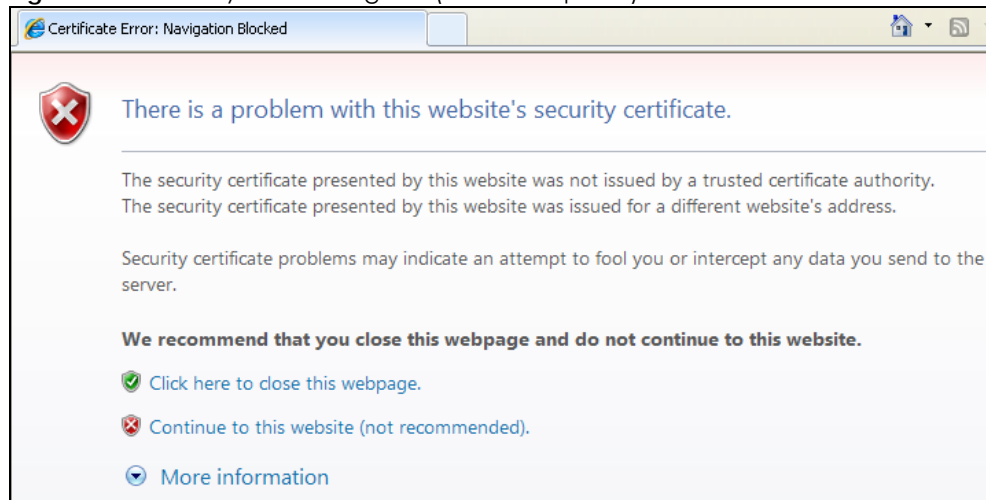 Certificate Error: Navigation Blocked
There is a problem with this website's security certificate.
The security certificate presented by this website was not issued by a trusted certificate authority.
The security certificate presented by this website was issued for a different website's address.
Security certificate problems may indicate an attempt to fool you or intercept any data you send to the
server.
We recommend that you close this webpage and do not continue to this website.
Click here to close this webpage.
Continue to this website (not recommended).
More information